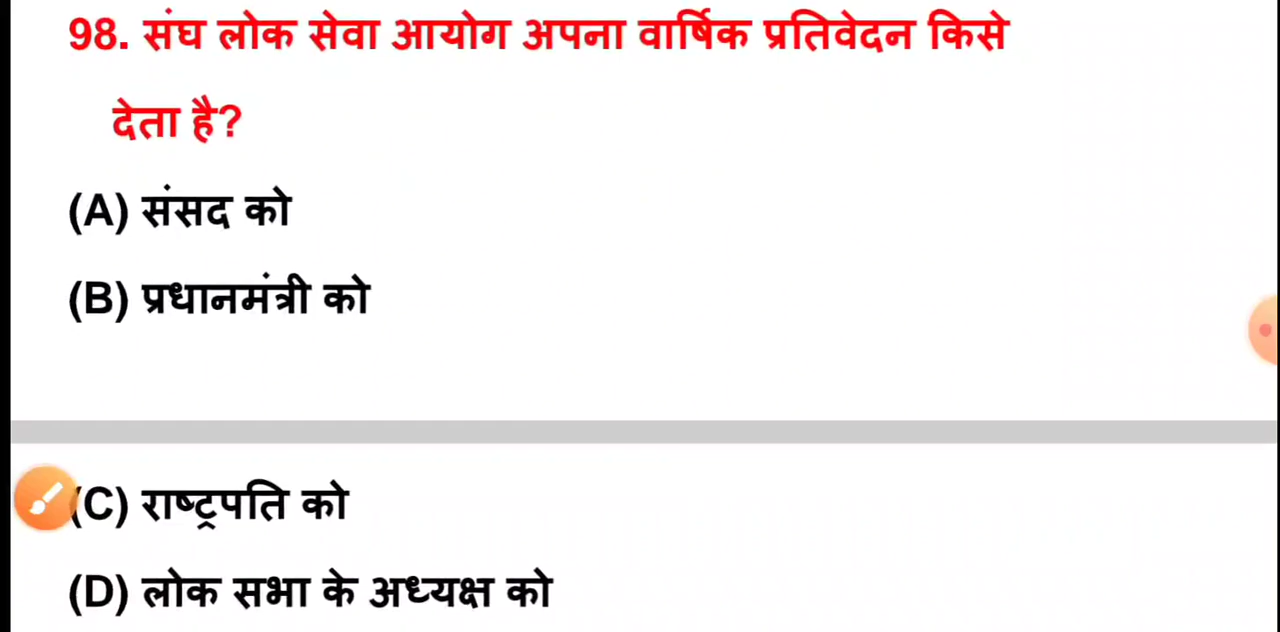 98. संघ लोक सेवा आयोग अपना वार्षिक प्रतिवेदन किसे
देता है?
(A) संसद को
(B) प्रधानमंत्री को
(C) राष्ट्रपति को
(D) लोक सभा के अध्यक्ष को